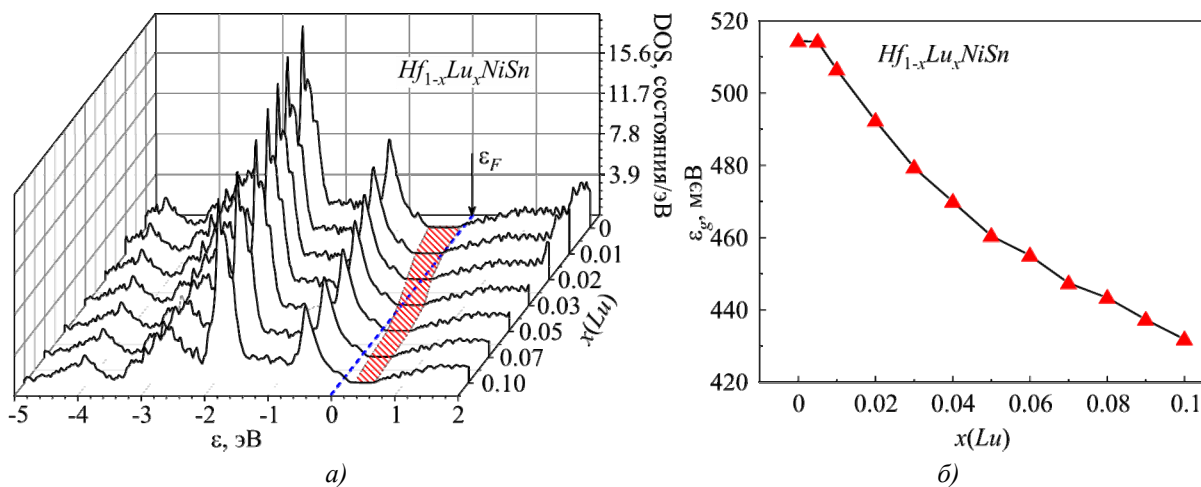 Hf1-xLuxNiSn
εF
15.6
11.7
7.8
3.9
DOS, состояния/эВ
0
0.01
0.02
0.03
0.05
0.07
0.10
x(Lu)
-5 -4 -3 -2 -1 0 1 2
ε, эВ
а)
Hf1-xLuxNiSn
520
500
480
460
440
420
εg, мэВ
0 0.02 0.04 0.06 0.08 0.1
x(Lu)
б)